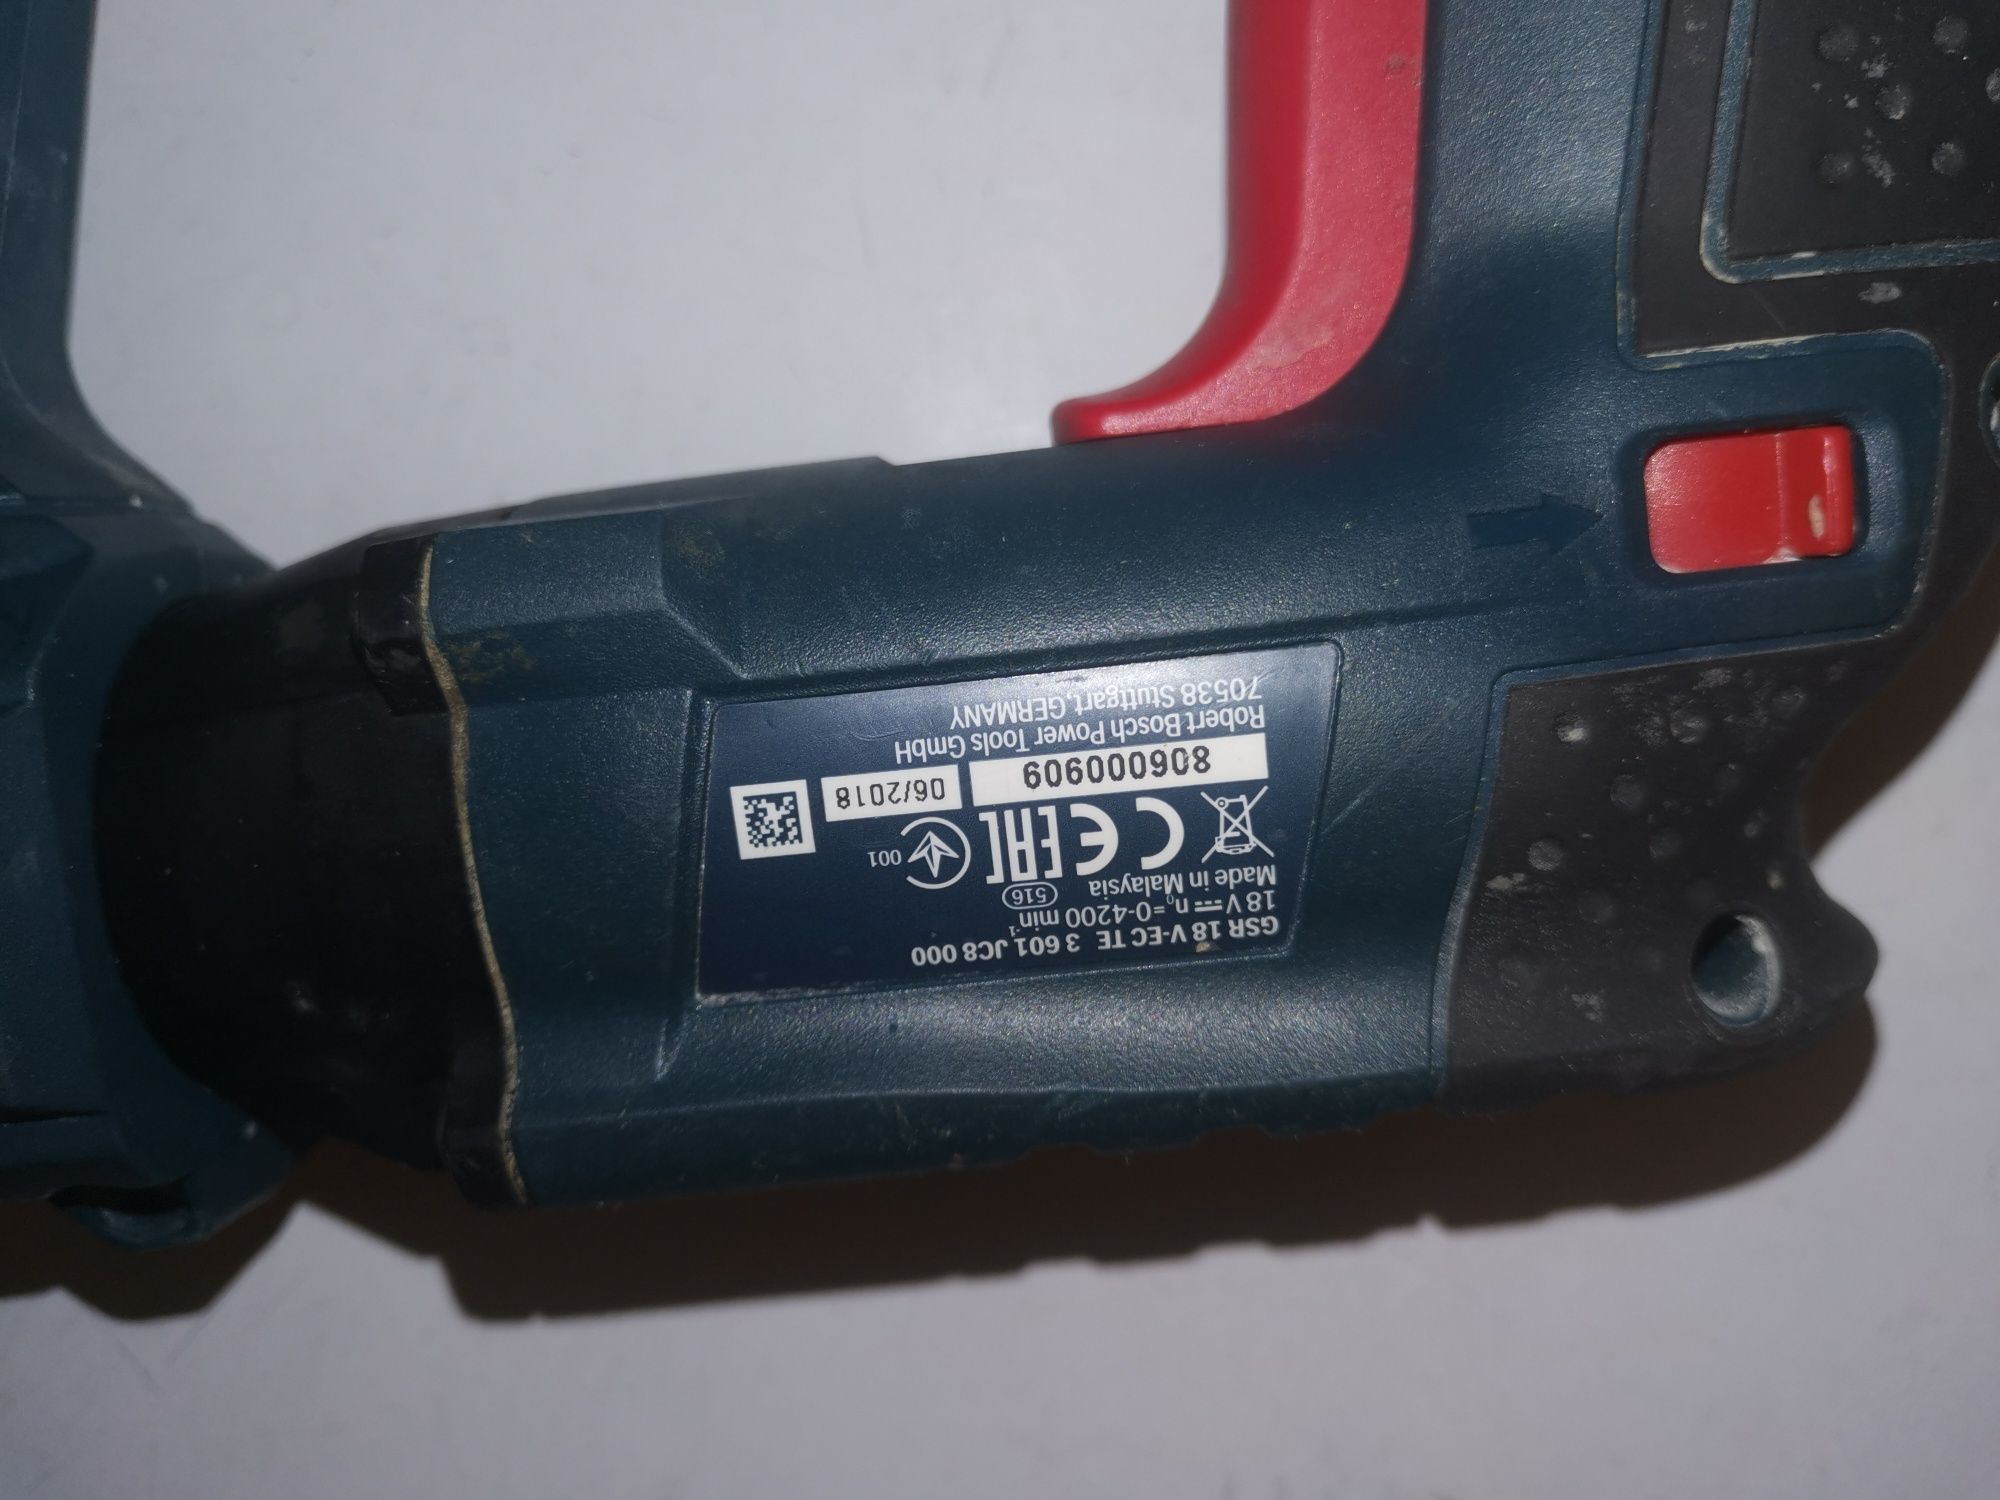 GSR 18 V-EC TE 3 601 JC8 000
18 V ⎓ n₀=0-4200 min⁻¹
Made in Malaysia 516
CE EAC 001
806000909 06/2018
Robert Bosch Power Tools GmbH
70538 Stuttgart, GERMANY